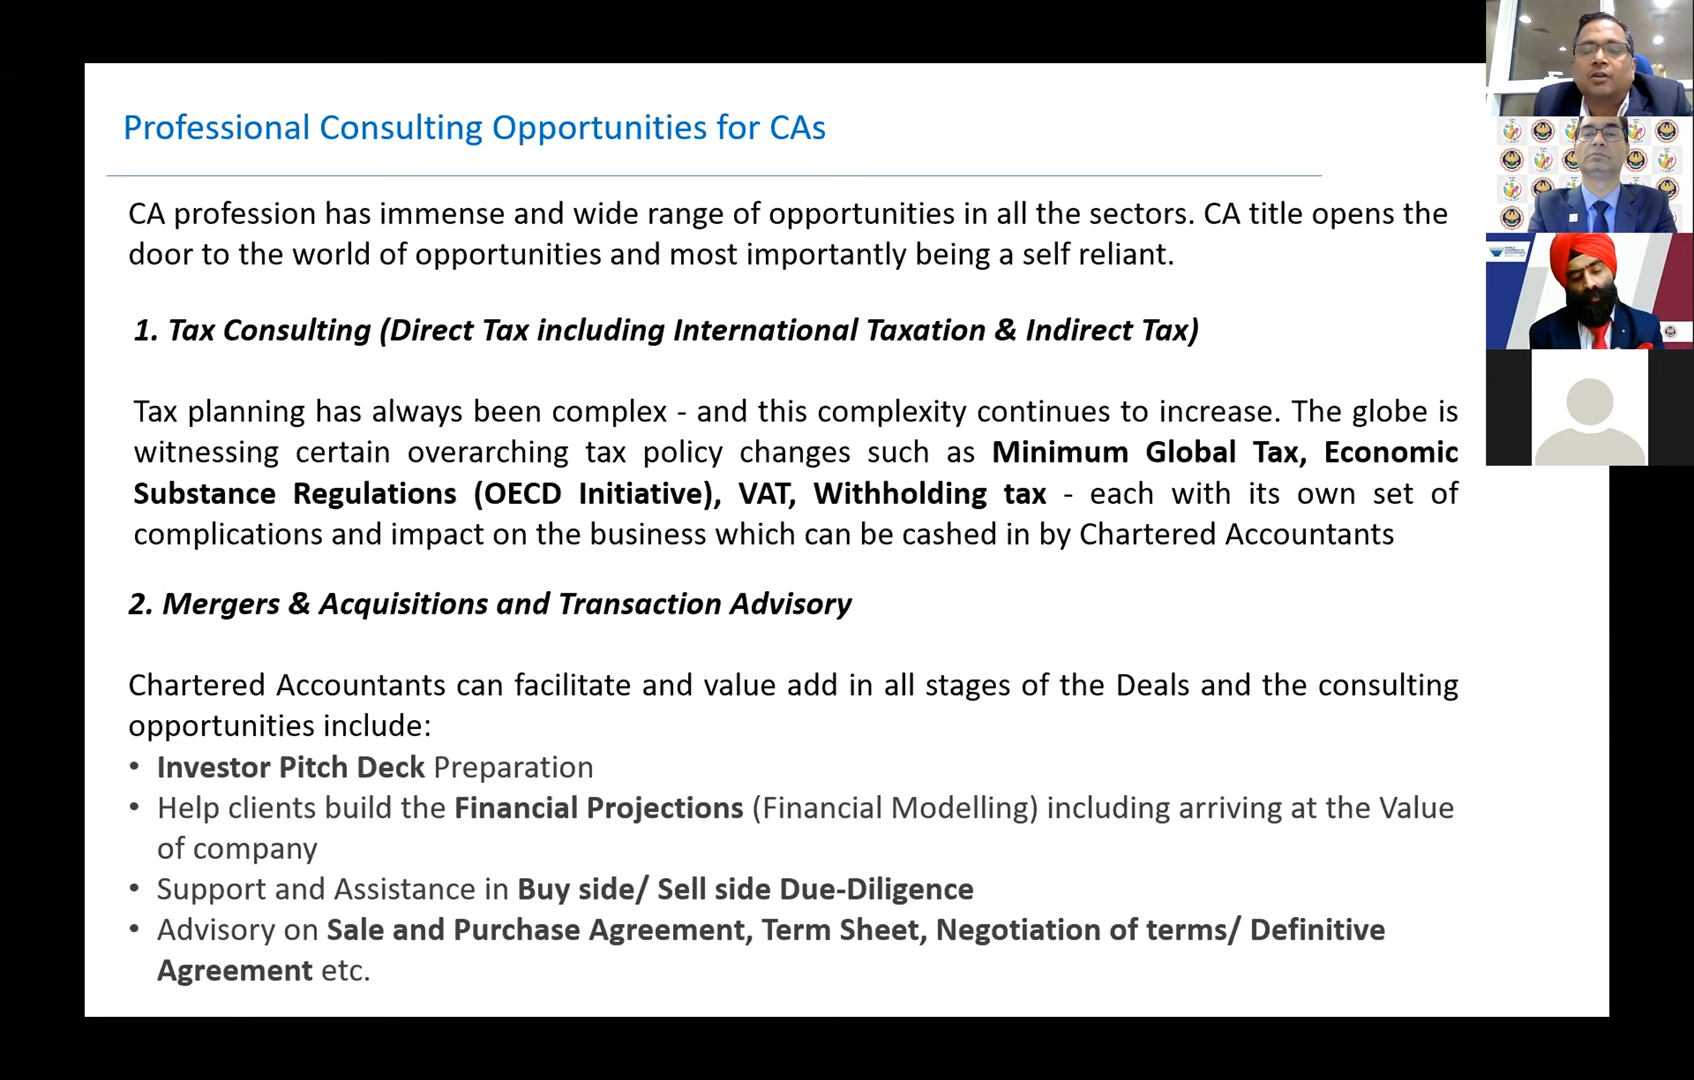 Professional Consulting Opportunities for CAs
CA profession has immense and wide range of opportunities in all the sectors. CA title opens the
door to the world of opportunities and most importantly being a self reliant.
1. Tax Consulting (Direct Tax including International Taxation & Indirect Tax)
Tax planning has always been complex - and this complexity continues to increase. The globe is
witnessing certain overarching tax policy changes such as Minimum Global Tax, Economic
Substance Regulations (OECD Initiative), VAT, Withholding tax - each with its own set of
complications and impact on the business which can be cashed in by Chartered Accountants
2. Mergers & Acquisitions and Transaction Advisory
Chartered Accountants can facilitate and value add in all stages of the Deals and the consulting
opportunities include:
• Investor Pitch Deck Preparation
• Help clients build the Financial Projections (Financial Modelling) including arriving at the Value
of company
• Support and Assistance in Buy side/ Sell side Due-Diligence
• Advisory on Sale and Purchase Agreement, Term Sheet, Negotiation of terms/ Definitive
Agreement etc.